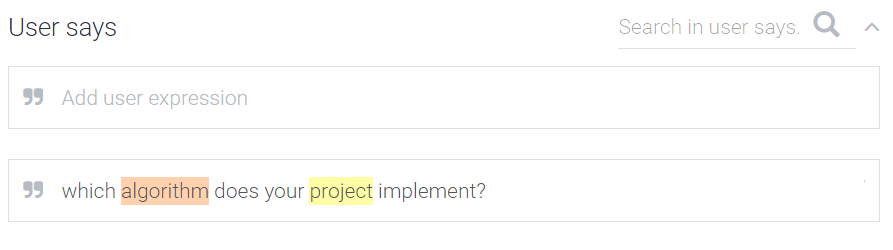 User says
Search in user says.
Add user expression
which algorithm does your project implement?